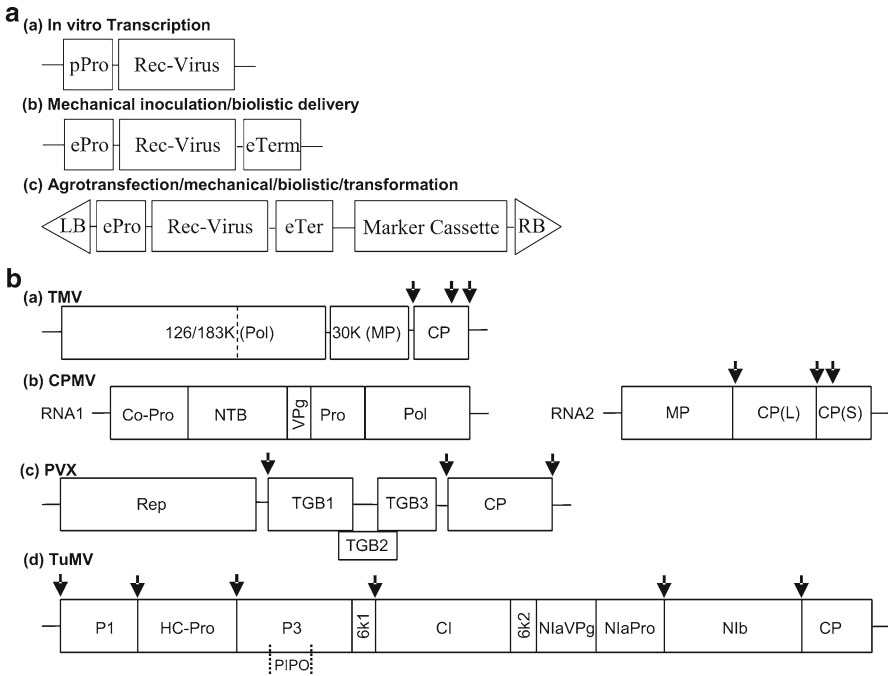 a
(a) In vitro Transcription
pPro Rec-Virus
(b) Mechanical inoculation/biolistic delivery
ePro Rec-Virus eTerm
(c) Agrotransfection/mechanical/biolistic/transformation
LB ePro Rec-Virus eTer Marker Cassette RB
b
(a) TMV
126/183K (Pol) 30K (MP) CP
(b) CPMV
RNA1 Co-Pro NTB VPg Pro Pol RNA2 MP CP(L) CP(S)
(c) PVX
Rep TGB1 TGB3 CP
TGB2
(d) TuMV
P1 HC-Pro P3 6k1 CI 6k2 NIaVPg NIaPro NIb CP
PIPO